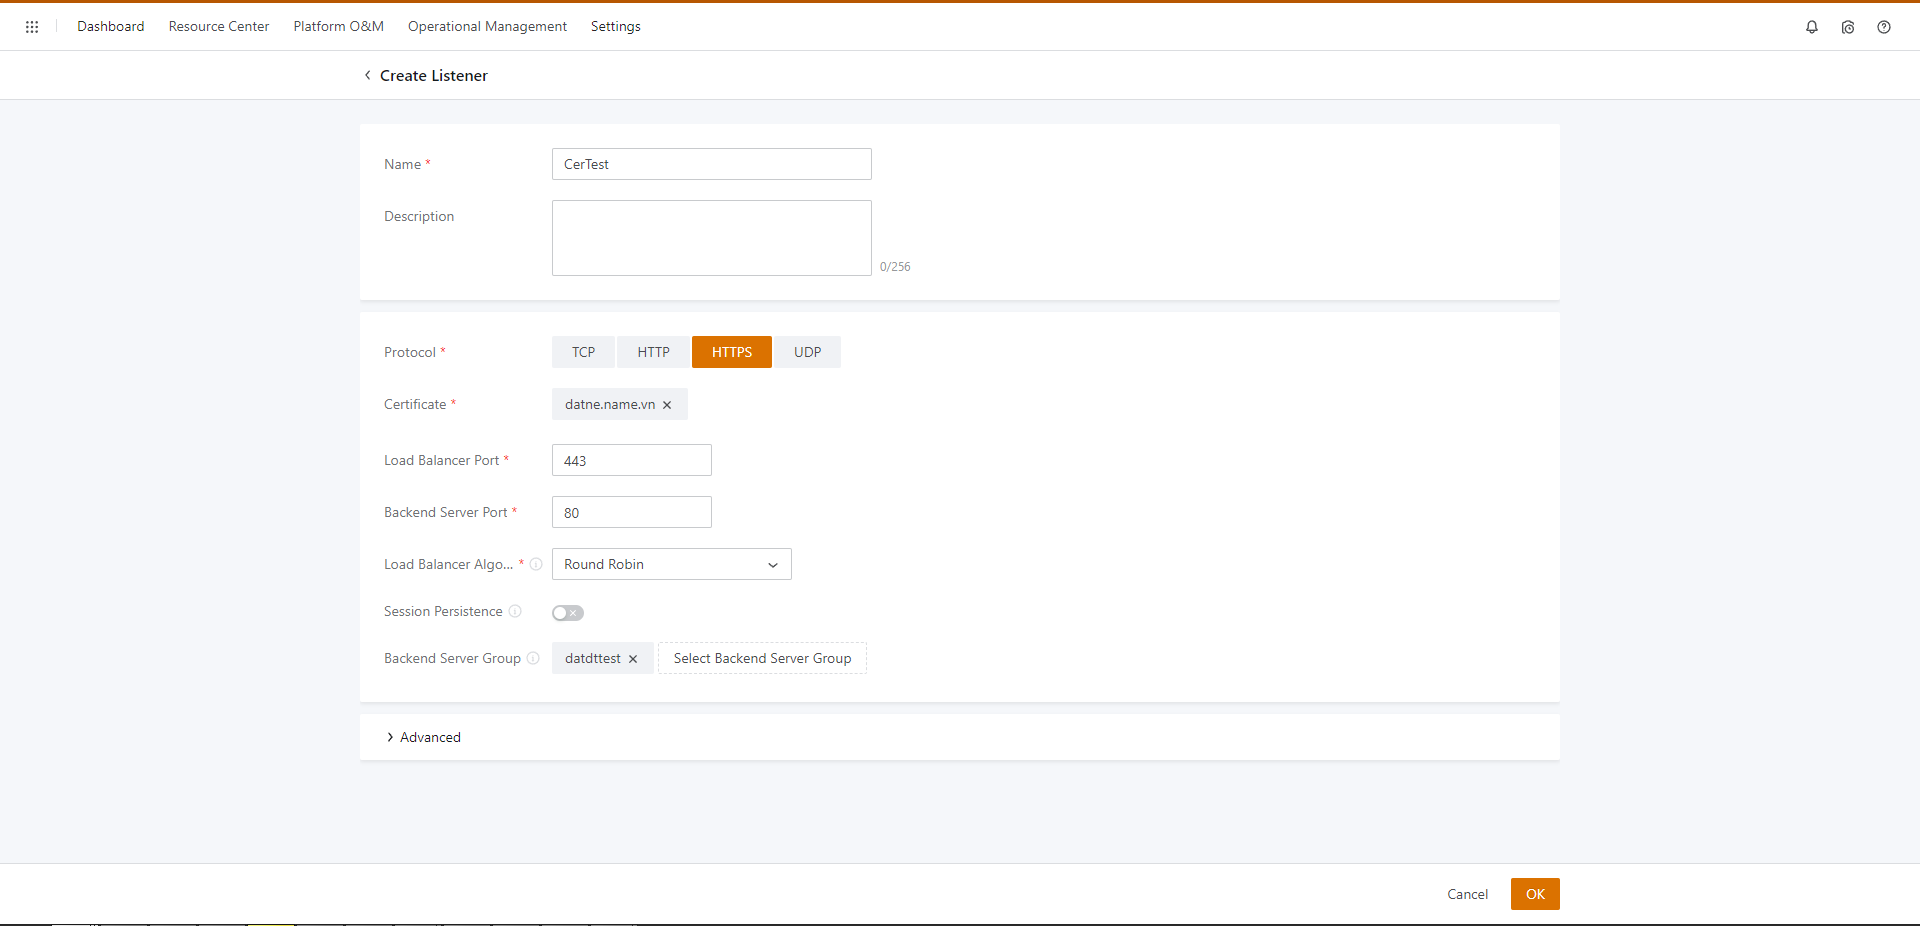 Dashboard Resource Center Platform O&M Operational Management Settings
Create Listener
Name * CerTest
Description
0/256
Protocol * TCP HTTP HTTPS UDP
Certificate * datne.name.vn
Load Balancer Port * 443
Backend Server Port * 80
Load Balancer Algo... * Round Robin
Session Persistence
Backend Server Group datdttest Select Backend Server Group
Advanced
Cancel OK